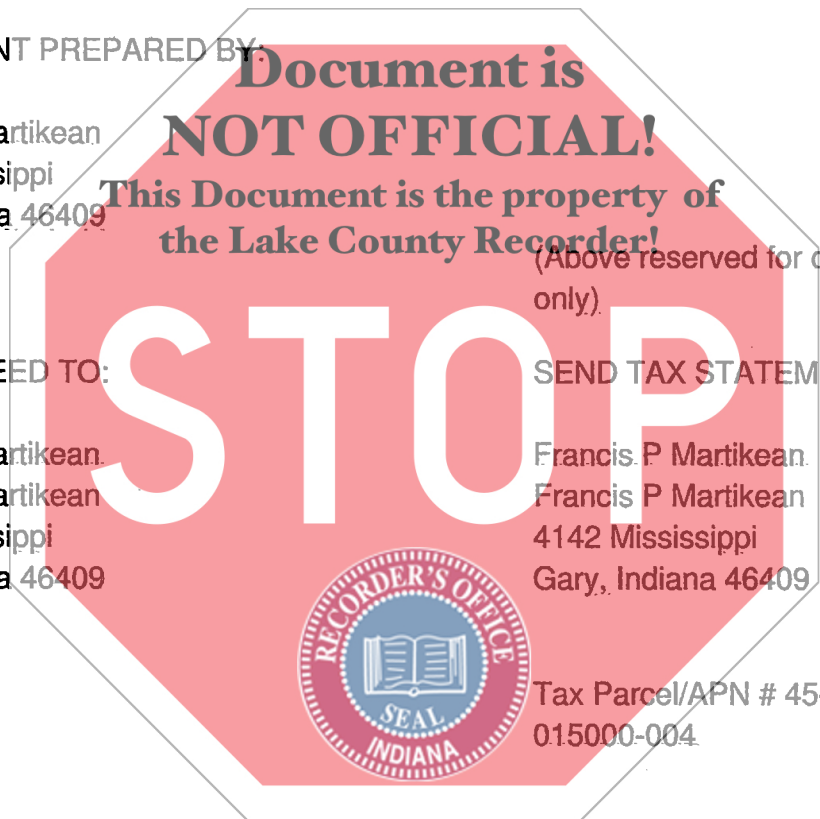 NT PREPARED BY:
Document is
NOT OFFICIAL!
This Document is the property of
the Lake County Recorder!
artikean
sippi
a 46409
(Above reserved for
only)
STOP
EED TO:
artikean
artikean
sippi
a 46409
SEND TAX STATEM
Francis P Martikean
Francis P Martikean
4142 Mississippi
Gary, Indiana 46409
RECORDER'S OFFICE
SEAL
INDIANA
Tax Parcel/APN # 45-
015000-004